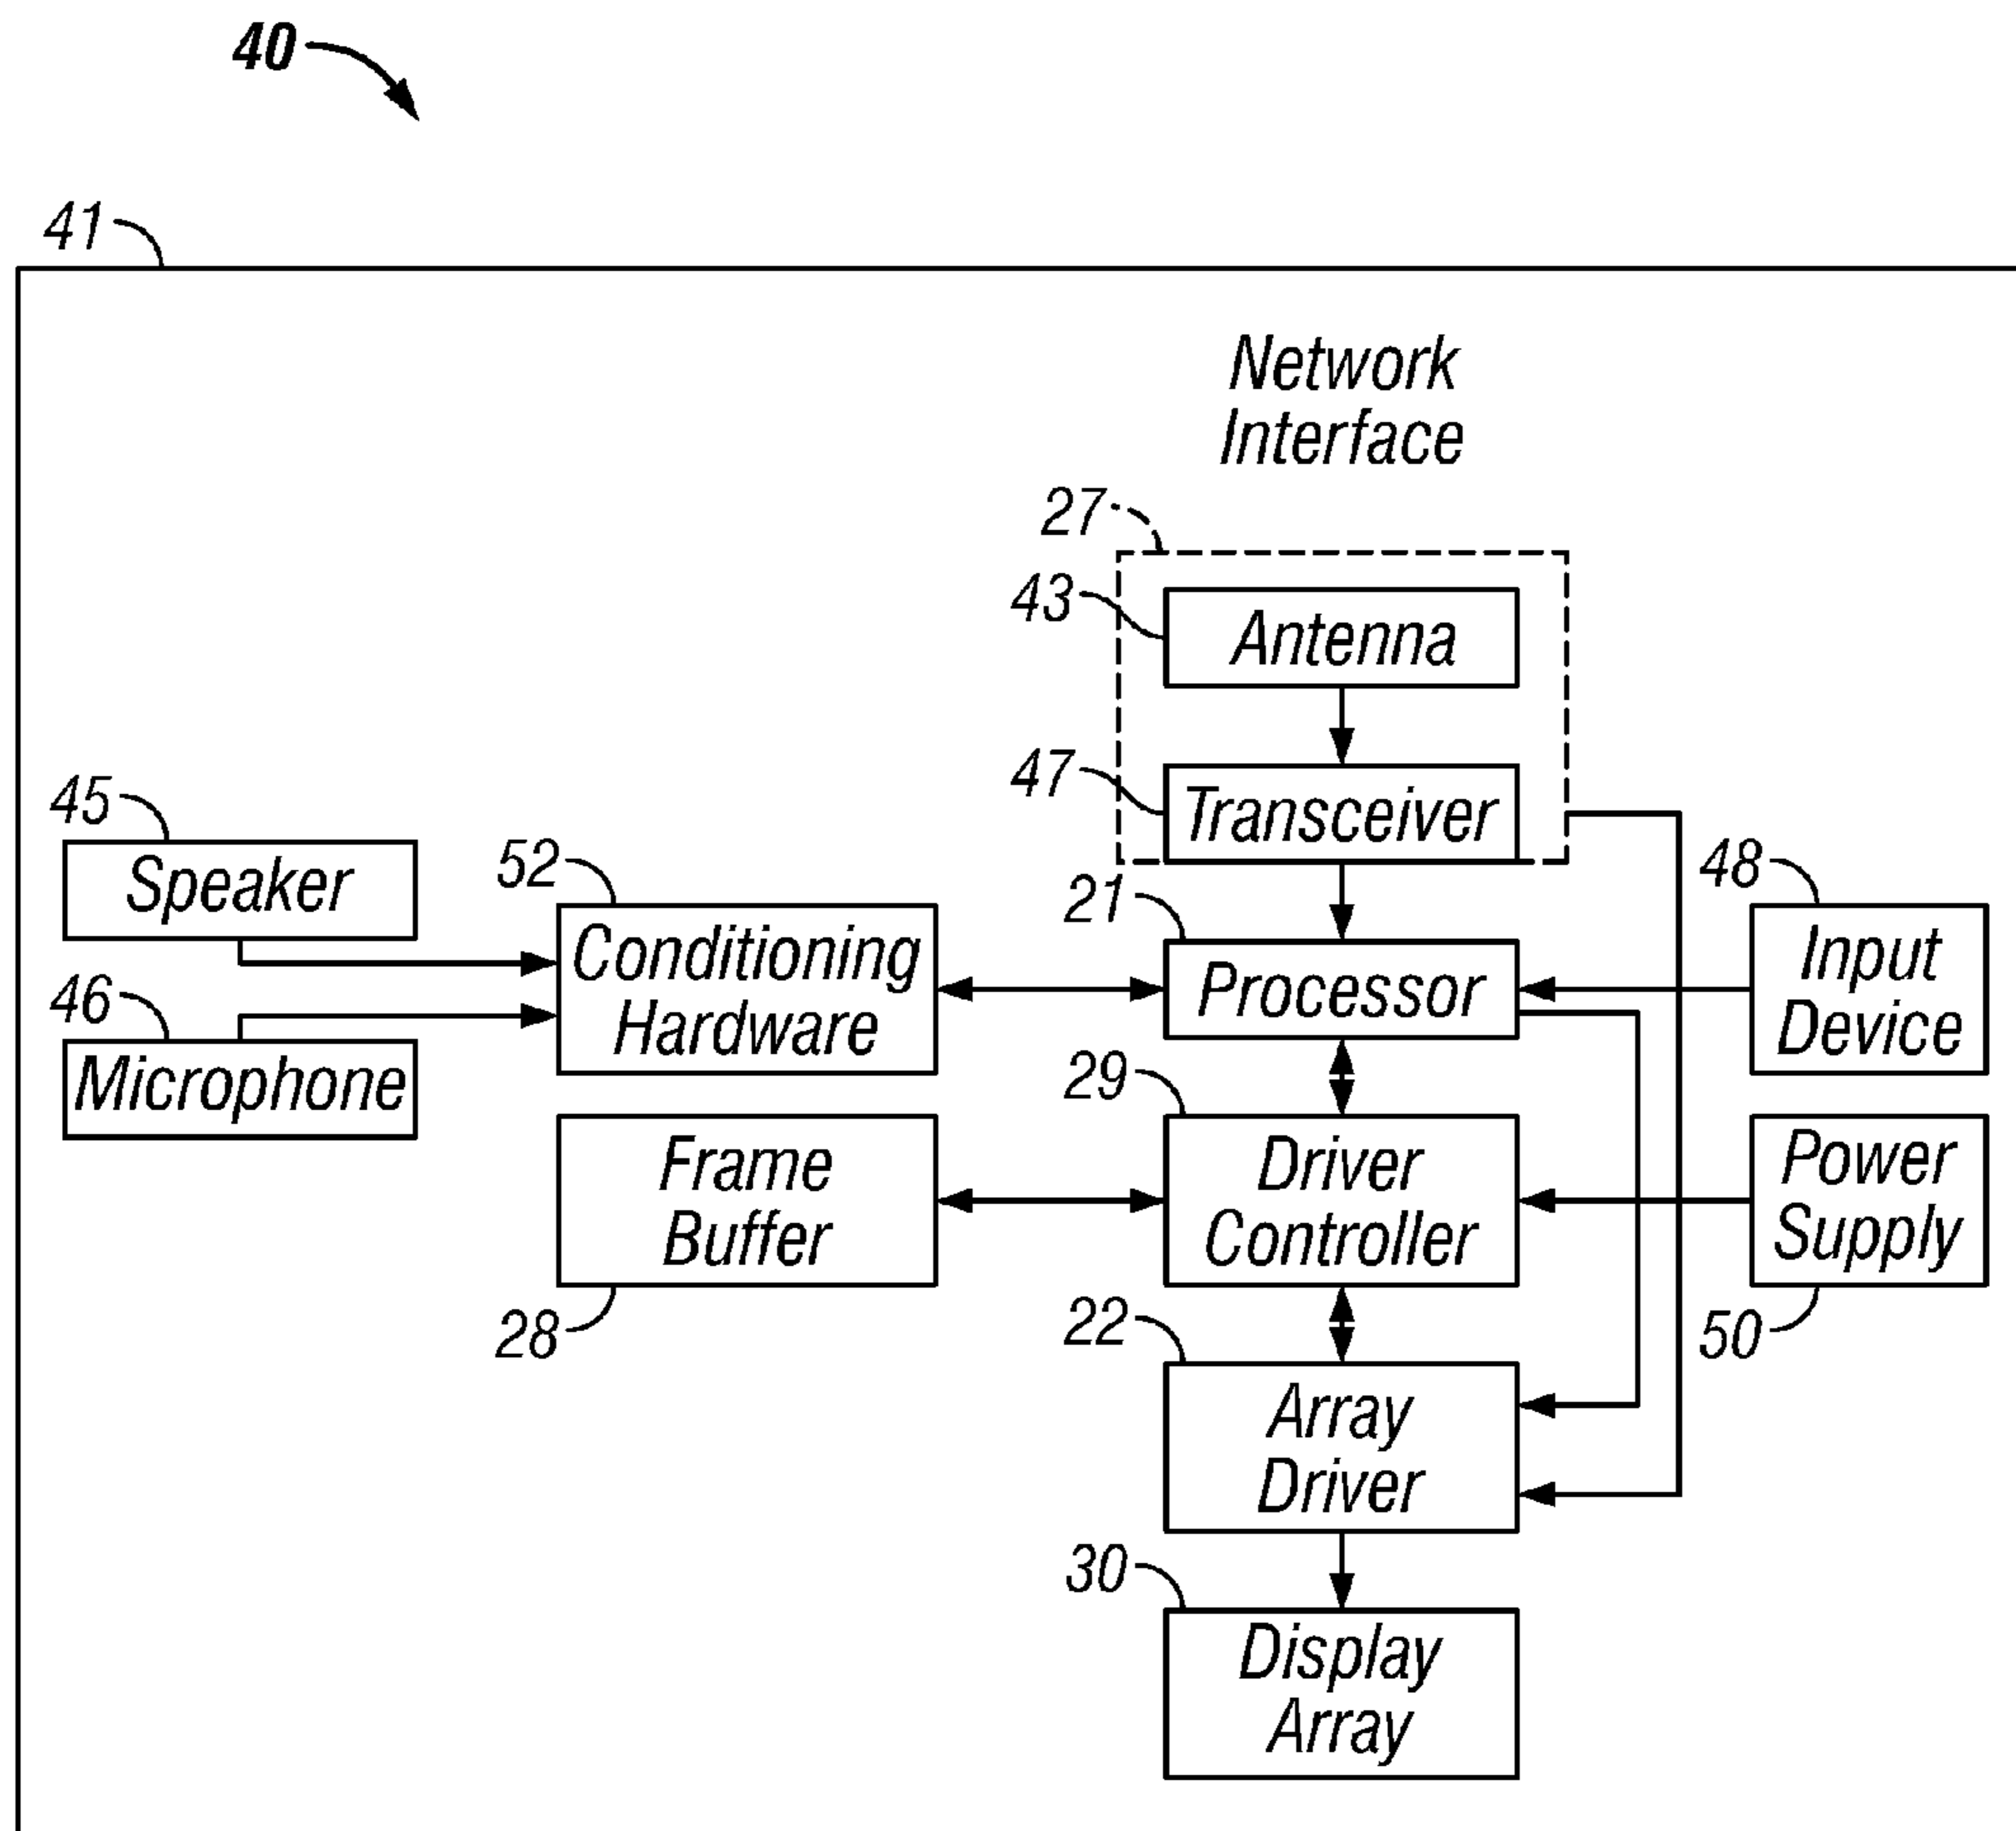 40
41
Network
Interface
27
43
Antenna
47
Transceiver
45
Speaker
52
Conditioning
Hardware
21
Processor
48
Input
Device
46
Microphone
29
Driver
Controller
Frame
Buffer
28
Power
Supply
50
22
Array
Driver
30
Display
Array